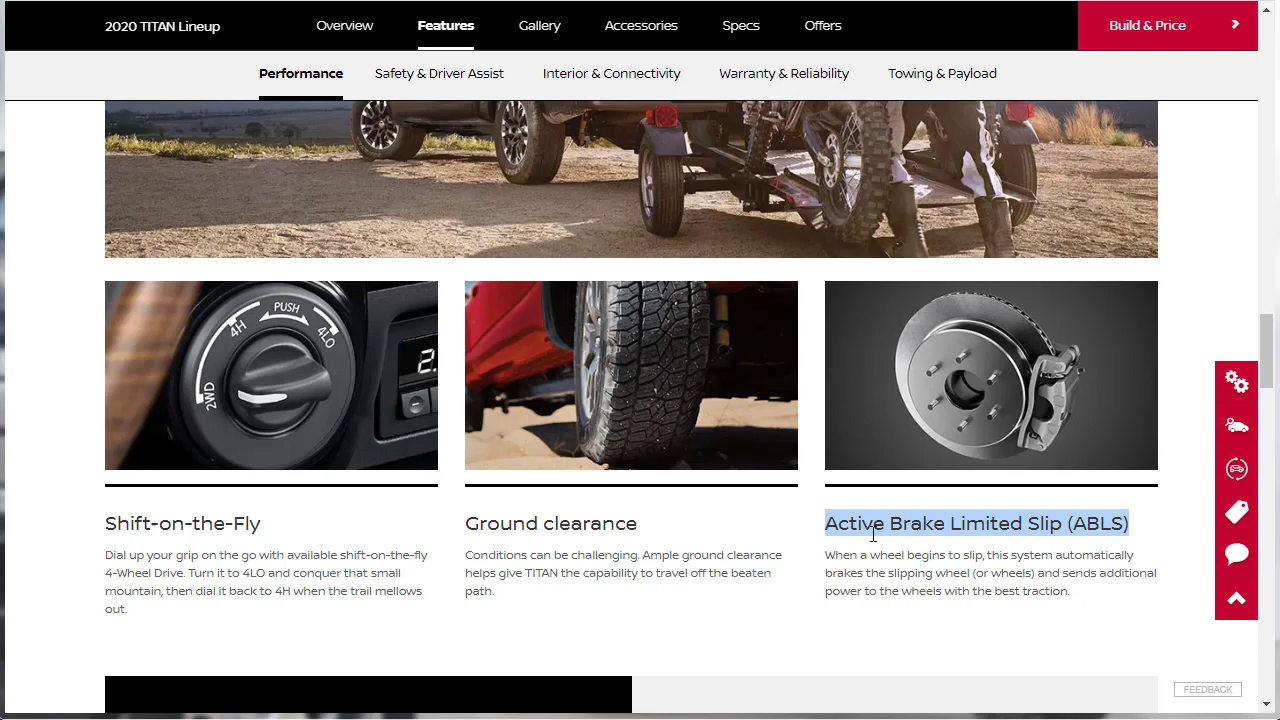 2020 TITAN Lineup
Overview
Features
Gallery
Accessories
Specs
Offers
Build & Price
Performance
Safety & Driver Assist
Interior & Connectivity
Warranty & Reliability
Towing & Payload
PUSH
4H
4LO
2WD
2.
Shift-on-the-Fly
Dial up your grip on the go with available shift-on-the-fly
4-Wheel Drive. Turn it to 4LO and conquer that small
mountain, then dial it back to 4H when the trail mellows
out.
Ground clearance
Conditions can be challenging. Ample ground clearance
helps give TITAN the capability to travel off the beaten
path.
Active Brake Limited Slip (ABLS)
When a wheel begins to slip, this system automatically
brakes the slipping wheel (or wheels) and sends additional
power to the wheels with the best traction.
FEEDBACK